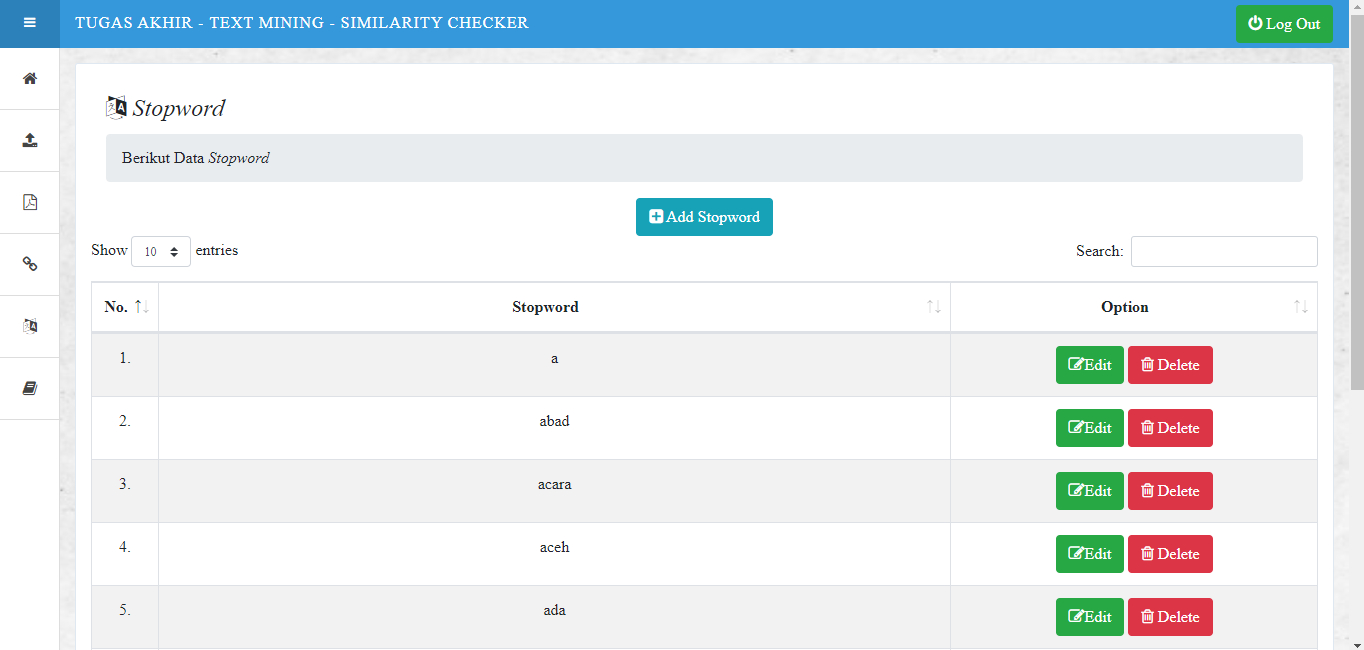 TUGAS AKHIR - TEXT MINING - SIMILARITY CHECKER
Log Out
Stopword
Berikut Data Stopword
Add Stopword
Show 10 entries
Search:
No. Stopword Option
1. a Edit Delete
2. abad Edit Delete
3. acara Edit Delete
4. aceh Edit Delete
5. ada Edit Delete